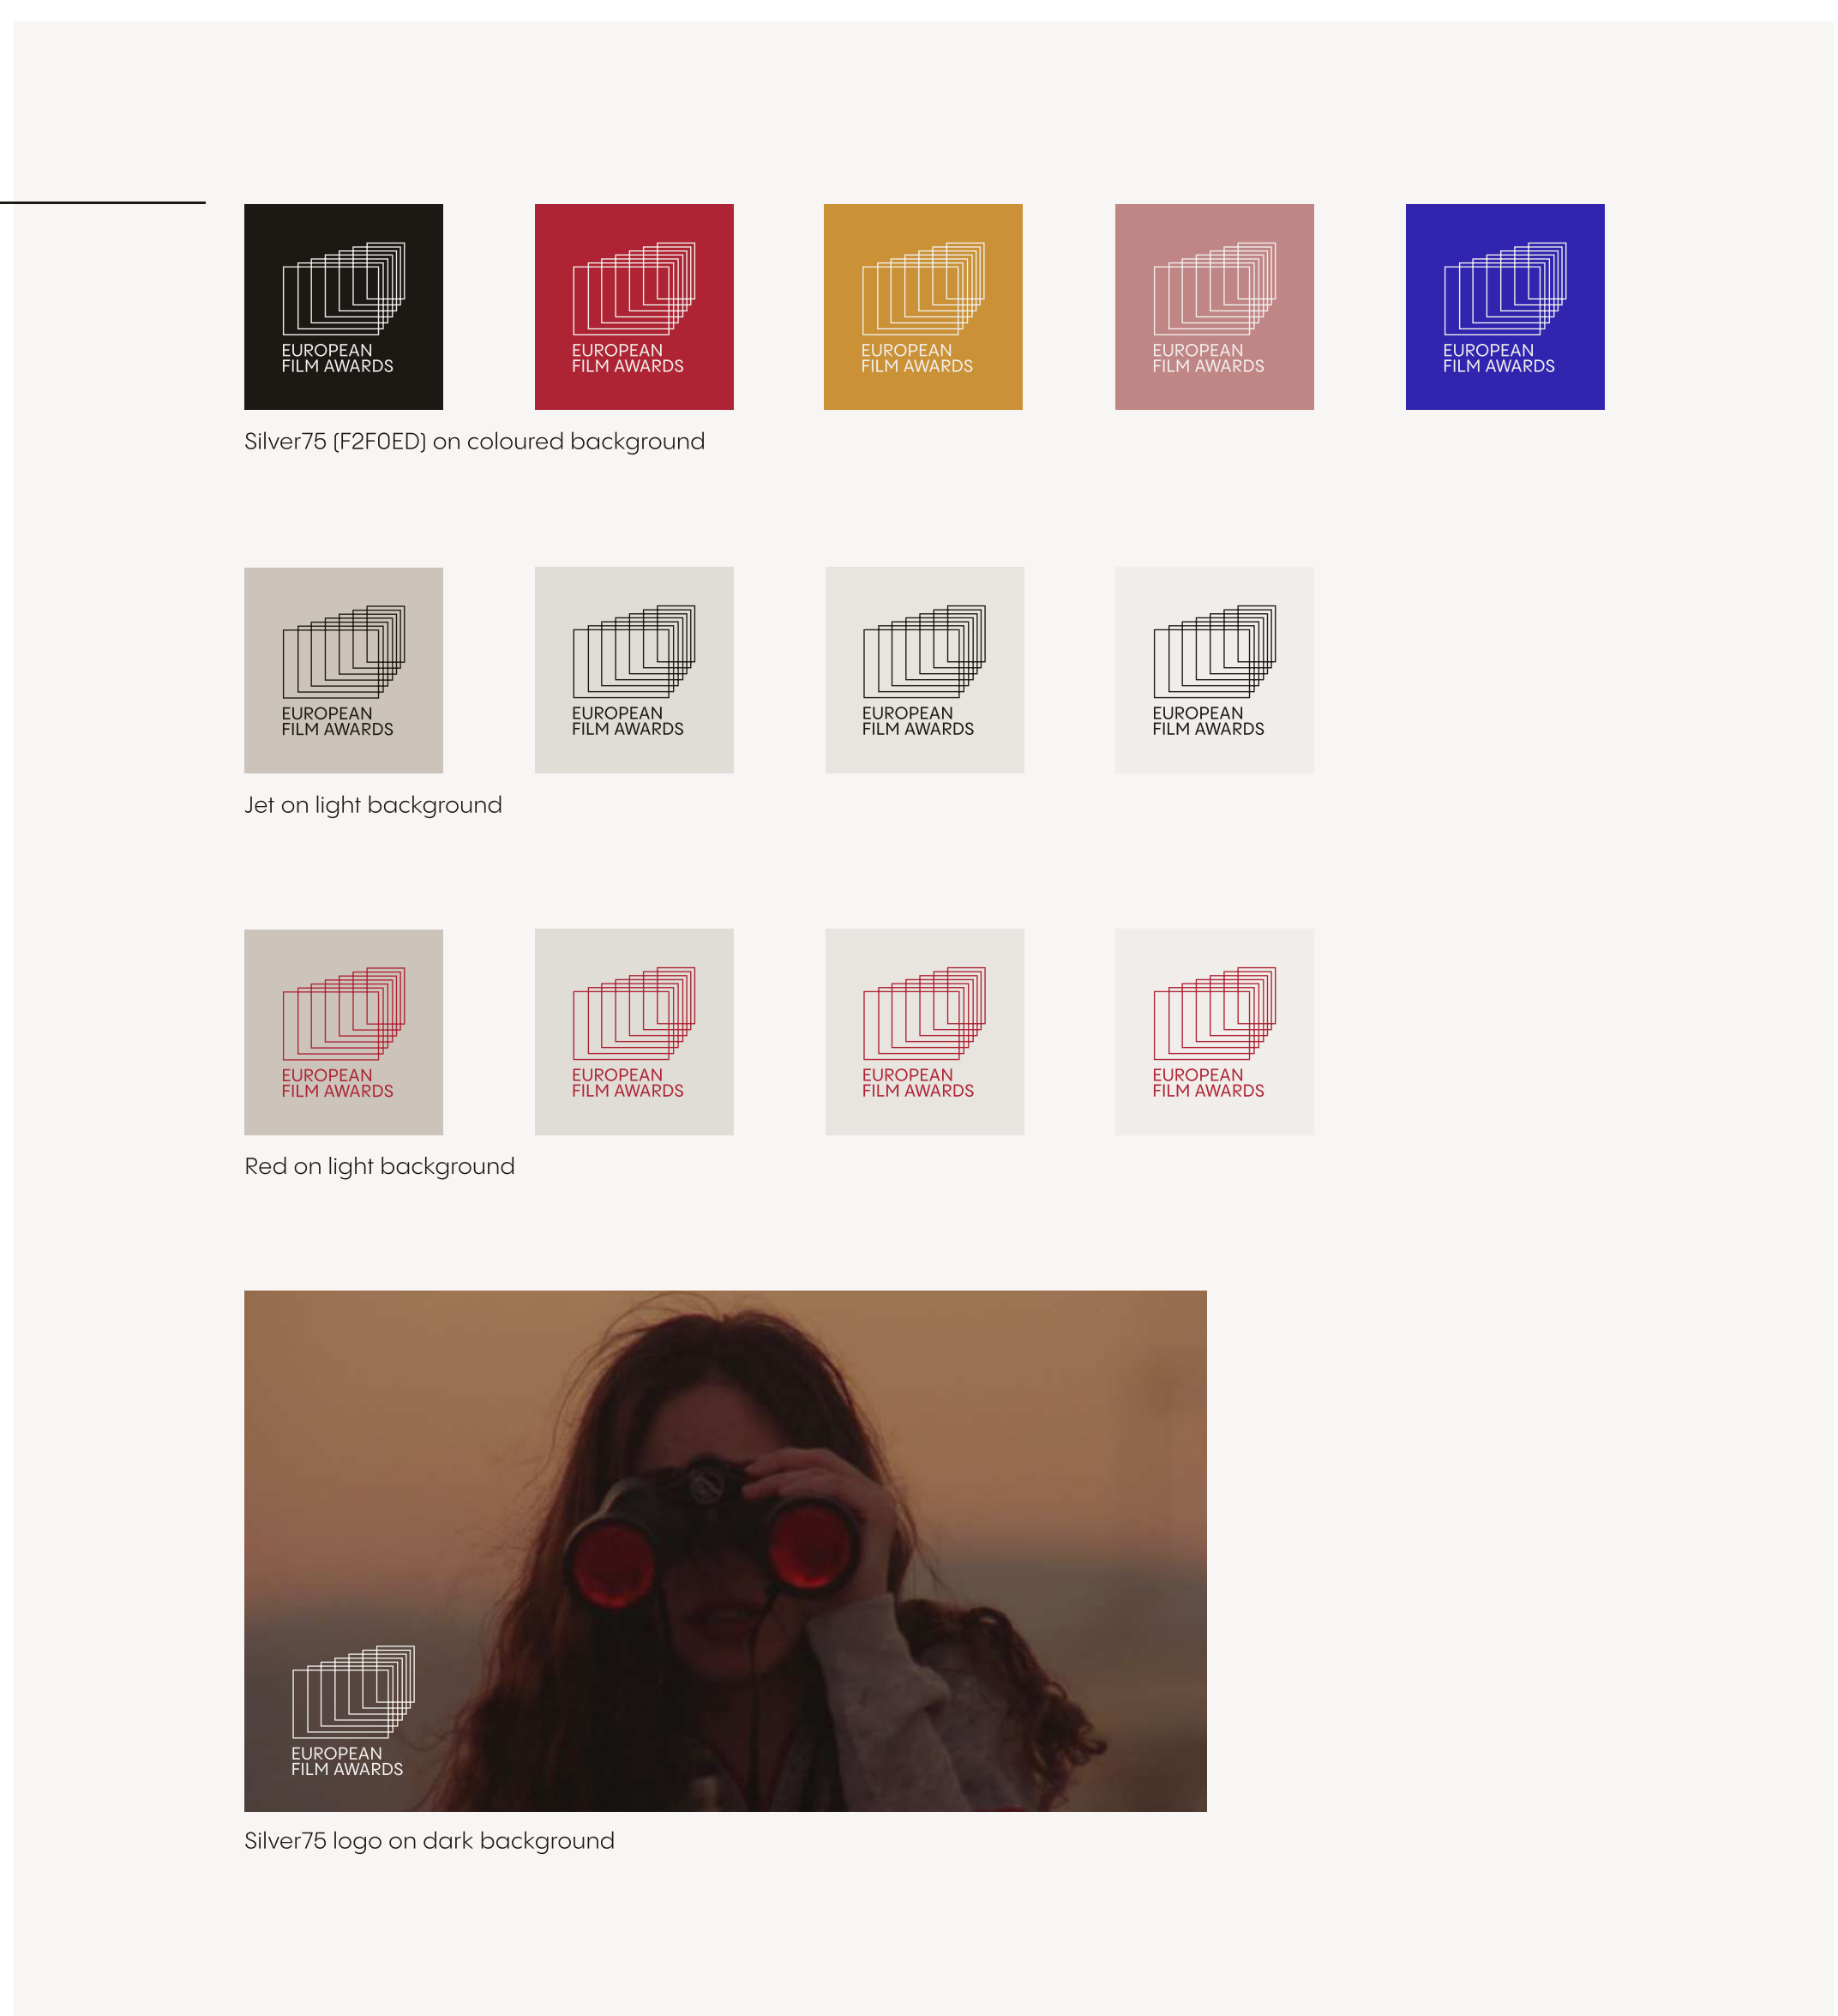 EUROPEAN
FILM AWARDS
EUROPEAN
FILM AWARDS
EUROPEAN
FILM AWARDS
EUROPEAN
FILM AWARDS
EUROPEAN
FILM AWARDS
Silver75 (F2F0ED) on coloured background
EUROPEAN
FILM AWARDS
EUROPEAN
FILM AWARDS
EUROPEAN
FILM AWARDS
EUROPEAN
FILM AWARDS
Jet on light background
EUROPEAN
FILM AWARDS
EUROPEAN
FILM AWARDS
EUROPEAN
FILM AWARDS
EUROPEAN
FILM AWARDS
Red on light background
EUROPEAN
FILM AWARDS
Silver75 logo on dark background